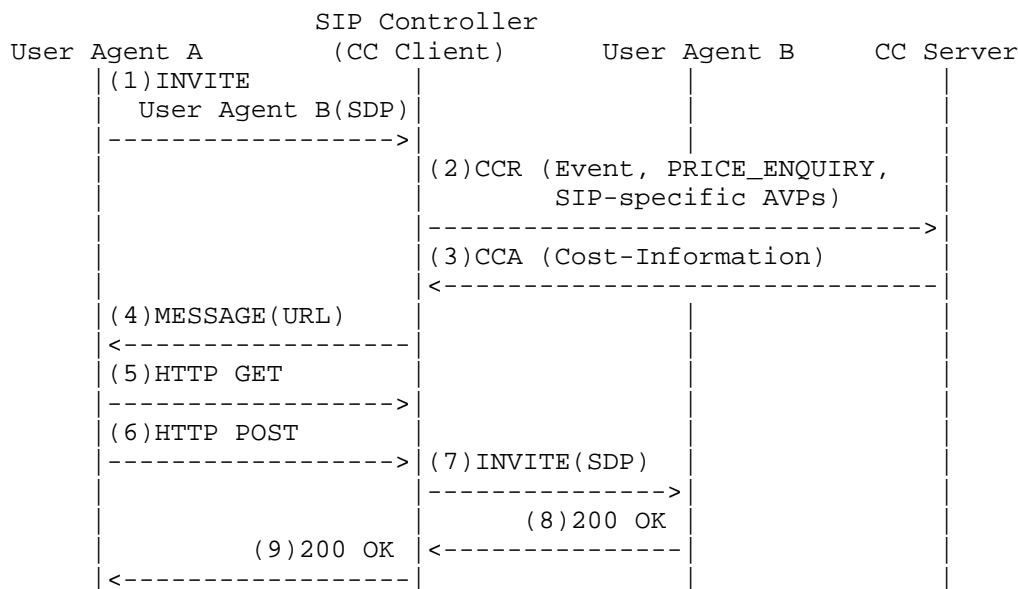 SIP Controller
User Agent A (CC Client) User Agent B CC Server
(1)INVITE
User Agent B(SDP)
(2)CCR (Event, PRICE_ENQUIRY,
SIP-specific AVPs)
(3)CCA (Cost-Information)
(4)MESSAGE(URL)
(5)HTTP GET
(6)HTTP POST
(7)INVITE(SDP)
(8)200 OK
(9)200 OK